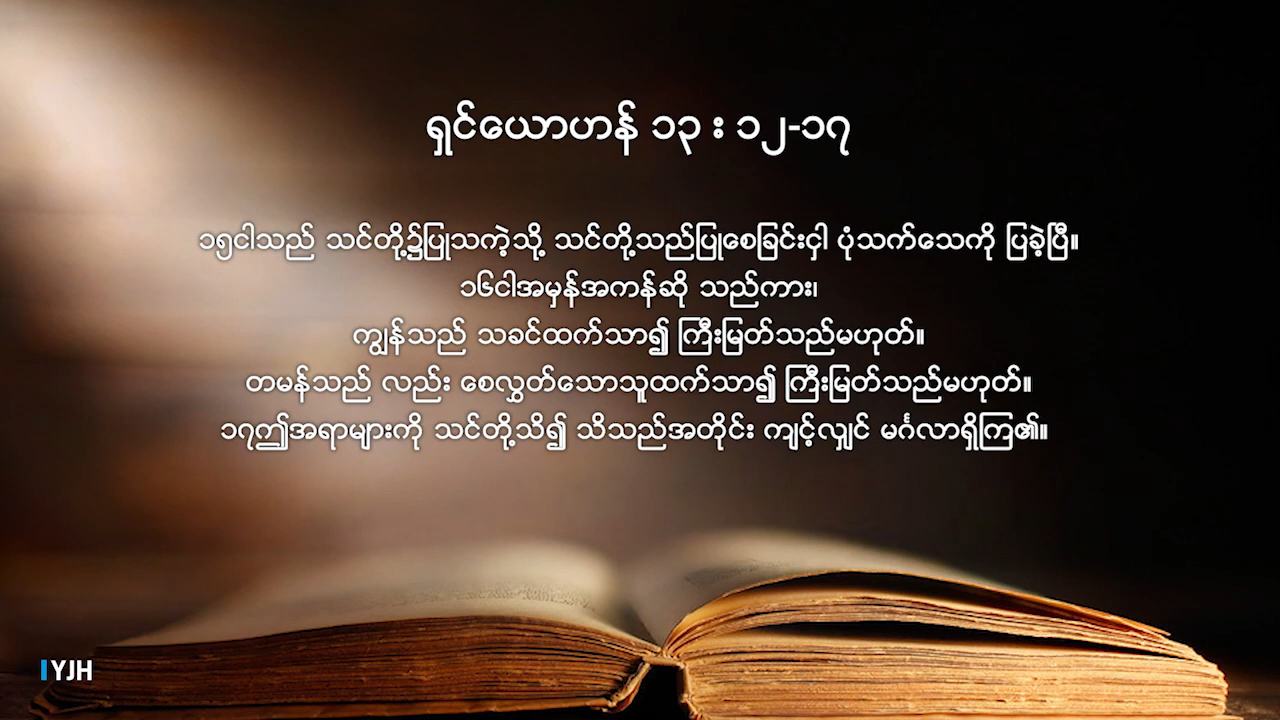 ရှင်ယောဟန် ၁၃ : ၁၂-၁၇
၁၅ငါသည် သင်တို့၌ပြုသကဲ့သို့ သင်တို့သည်ပြုစေခြင်းငှါ ပုံသက်သေကို ပြခဲ့ပြီ။
၁၆ငါအမှန်အကန်ဆို သည်ကား၊
ကျွန်သည် သခင်ထက်သာ၍ ကြီးမြတ်သည်မဟုတ်။
တမန်သည် လည်း စေလွှတ်သောသူထက်သာ၍ ကြီးမြတ်သည်မဟုတ်။
၁၇ဤအရာများကို သင်တို့သိ၍ သိသည်အတိုင်း ကျင့်လျှင် မင်္ဂလာရှိကြ၏။
YJH